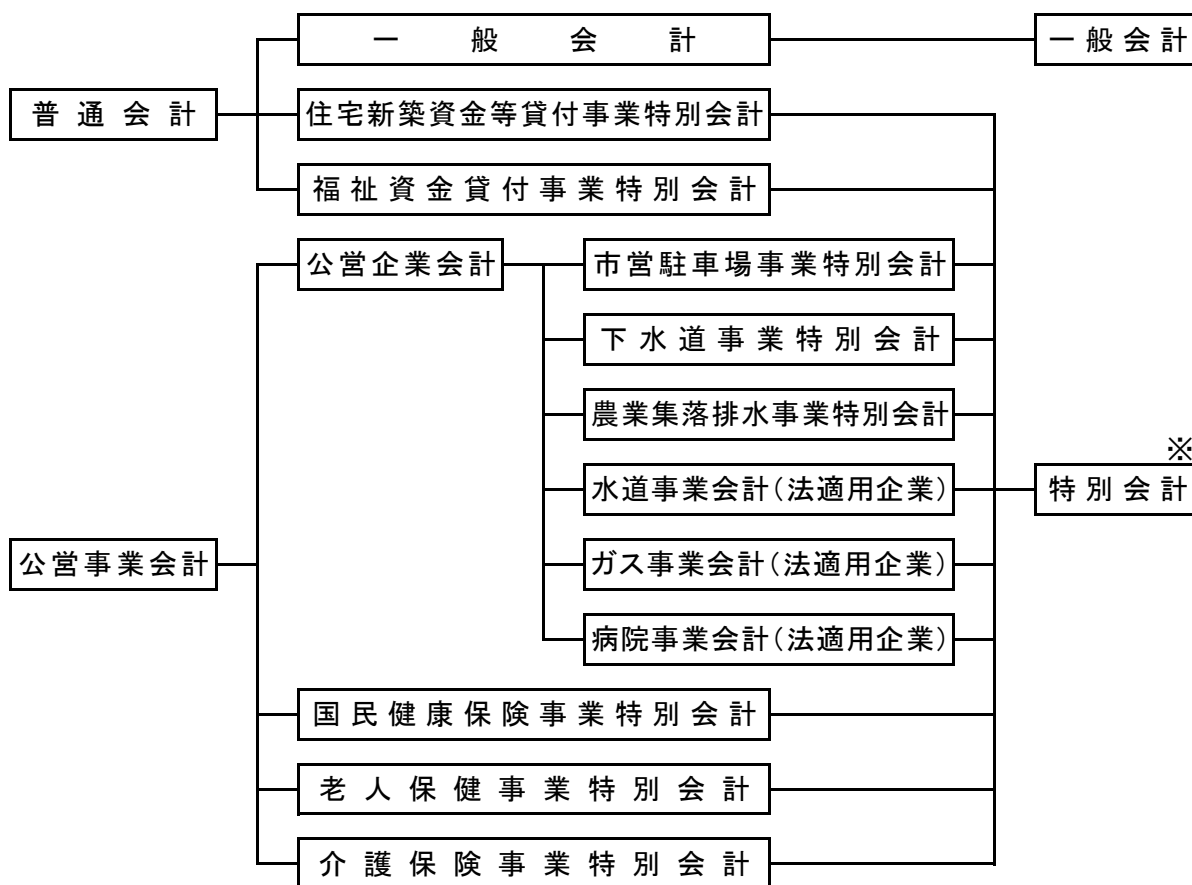 一般会計
一般会計
普通会計
住宅新築資金等貸付事業特別会計
福祉資金貸付事業特別会計
公営企業会計
市営駐車場事業特別会計
下水道事業特別会計
農業集落排水事業特別会計
※
水道事業会計(法適用企業)
特別会計
公営事業会計
ガス事業会計(法適用企業)
病院事業会計(法適用企業)
国民健康保険事業特別会計
老人保健事業特別会計
介護保険事業特別会計